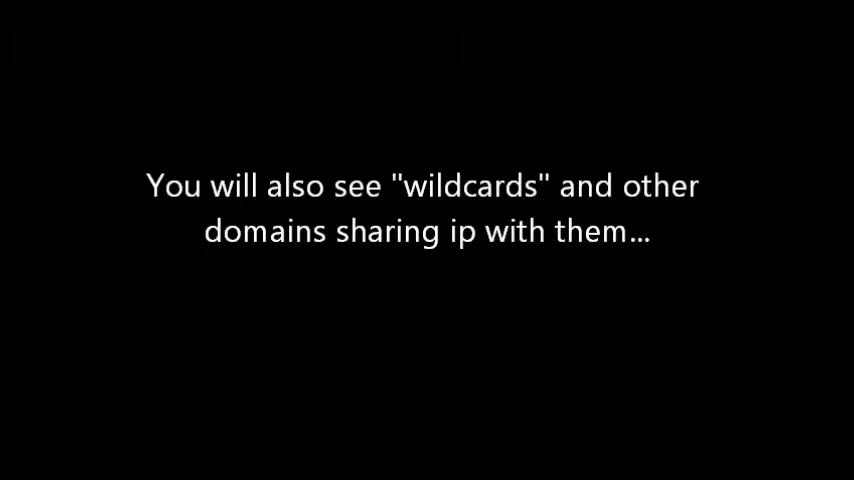 You will also see "wildcards" and other
domains sharing ip with them...